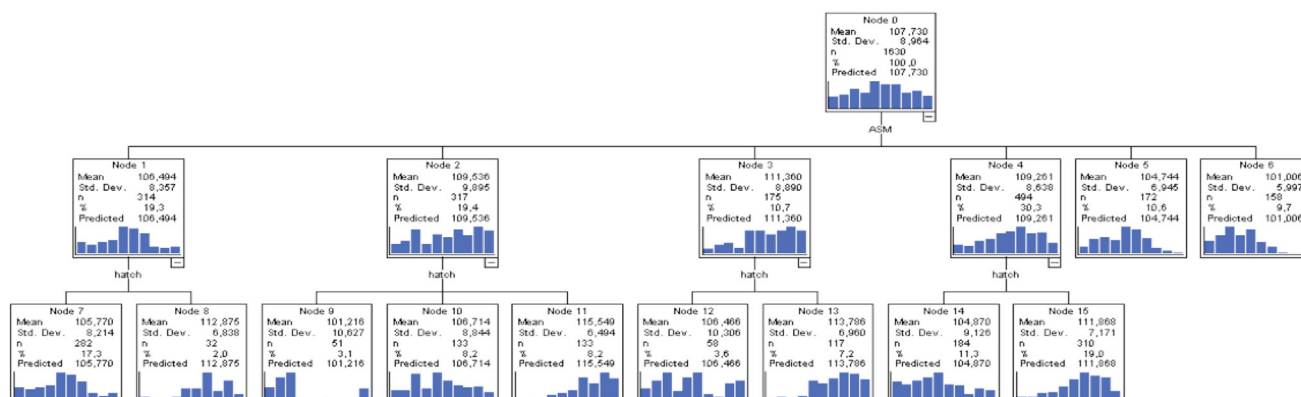 Node 0
Mean 107,730
Std. Dev. 8,964
n 1630
% 100,0
Predicted 107,730
ASM
Node 1
Mean 106,494
Std. Dev. 8,357
n 314
% 19,3
Predicted 106,494
Node 2
Mean 109,536
Std. Dev. 9,895
n 317
% 19,4
Predicted 109,536
Node 3
Mean 111,360
Std. Dev. 8,890
n 175
% 10,7
Predicted 111,360
Node 4
Mean 109,261
Std. Dev. 8,638
n 494
% 30,3
Predicted 109,261
Node 5
Mean 104,744
Std. Dev. 6,945
n 172
% 10,6
Predicted 104,744
Node 6
Mean 101,006
Std. Dev. 5,997
n 158
% 9,7
Predicted 101,006
hatch
hatch
hatch
hatch
Node 7
Mean 105,770
Std. Dev. 8,214
n 282
% 17,3
Predicted 105,770
Node 8
Mean 112,875
Std. Dev. 6,838
n 32
% 2,0
Predicted 112,875
Node 9
Mean 101,216
Std. Dev. 10,627
n 51
% 3,1
Predicted 101,216
Node 10
Mean 106,714
Std. Dev. 8,844
n 133
% 8,2
Predicted 106,714
Node 11
Mean 115,549
Std. Dev. 6,494
n 133
% 8,2
Predicted 115,549
Node 12
Mean 106,466
Std. Dev. 10,306
n 58
% 3,6
Predicted 106,466
Node 13
Mean 113,786
Std. Dev. 6,960
n 117
% 7,2
Predicted 113,786
Node 14
Mean 104,870
Std. Dev. 9,126
n 184
% 11,3
Predicted 104,870
Node 15
Mean 111,868
Std. Dev. 7,171
n 310
% 19,0
Predicted 111,868